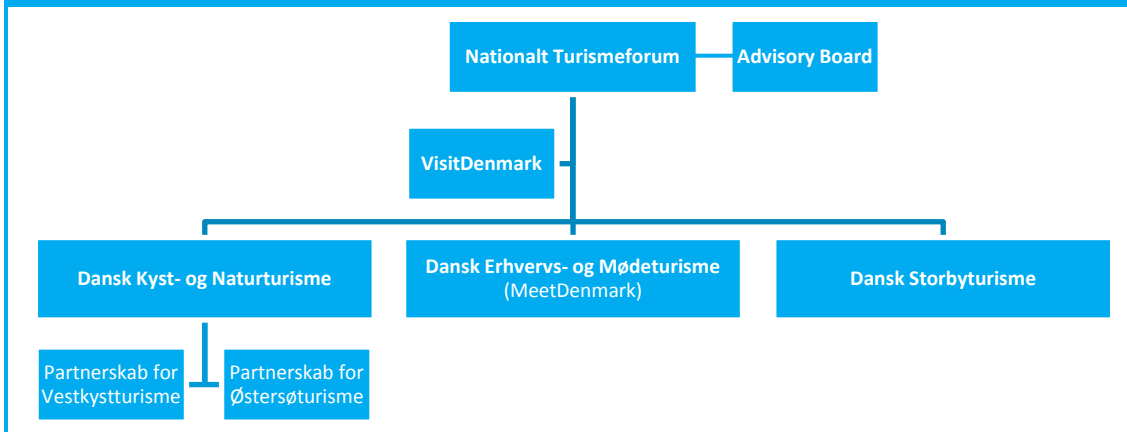 Nationalt Turismeforum
Advisory Board
VisitDenmark
Dansk Kyst- og Naturturisme
Dansk Erhvervs- og Mødeturisme
(MeetDenmark)
Dansk Storbyturisme
Partnerskab for
Vestkystturisme
Partnerskab for
Østersøturisme